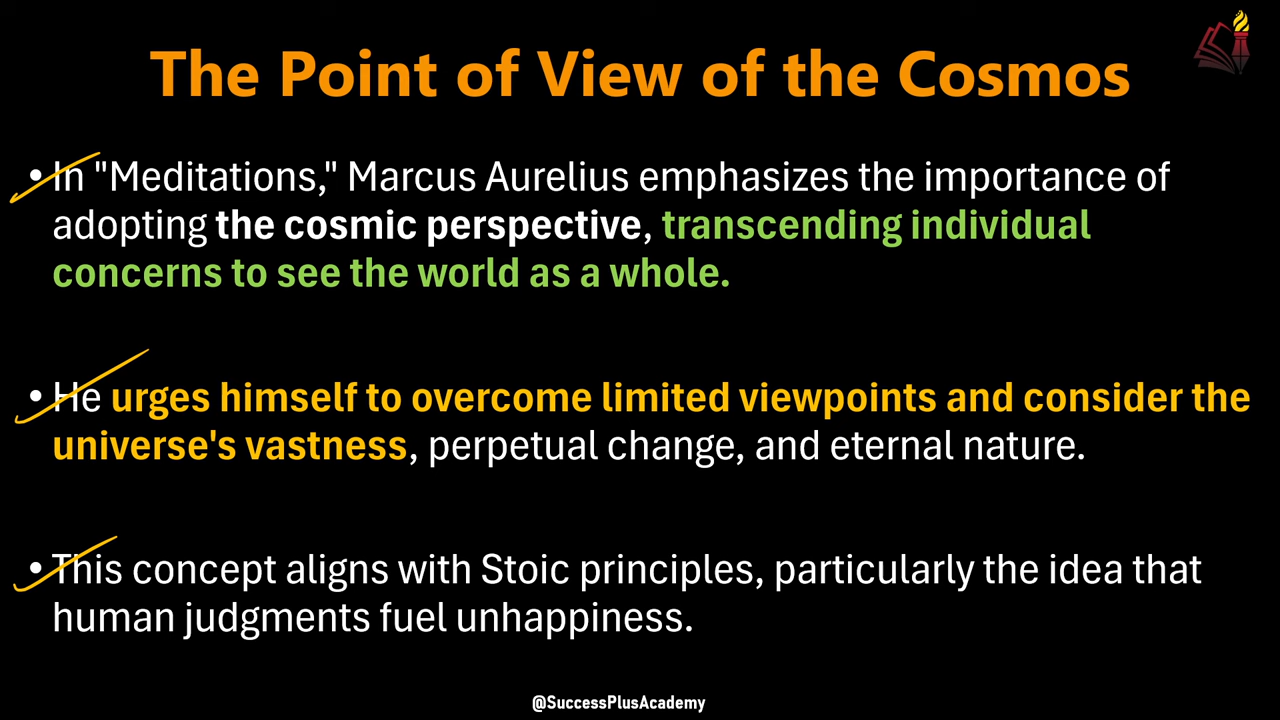 The Point of View of the Cosmos
• In "Meditations," Marcus Aurelius emphasizes the importance of
adopting the cosmic perspective, transcending individual
concerns to see the world as a whole.
• He urges himself to overcome limited viewpoints and consider the
universe's vastness, perpetual change, and eternal nature.
• This concept aligns with Stoic principles, particularly the idea that
human judgments fuel unhappiness.
@SuccessPlusAcademy